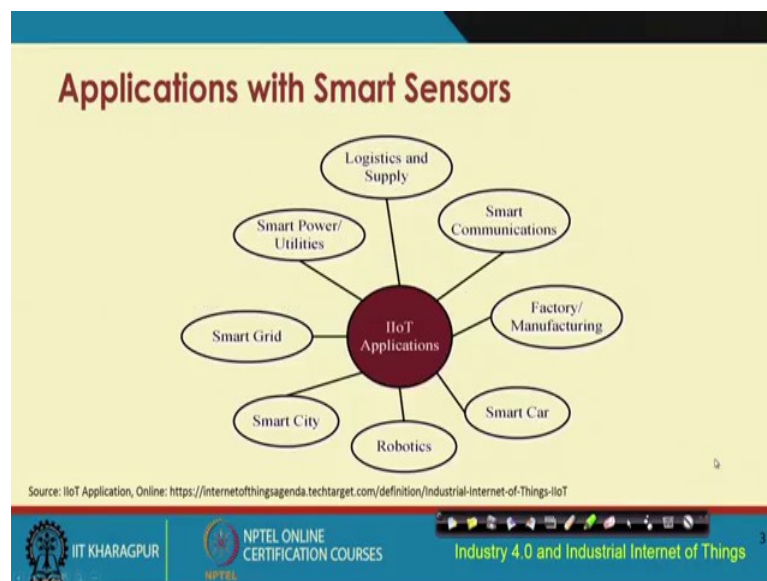 Applications with Smart Sensors
Logistics and
Supply
Smart Power/
Utilities
Smart
Communications
Smart Grid
IIoT
Applications
Factory/
Manufacturing
Smart City
Smart Car
Robotics
Source: IIoT Application, Online: https://internetofthingsagenda.techtarget.com/definition/Industrial-Internet-of-Things-IIoT
IIT KHARAGPUR
NPTEL
NPTEL ONLINE
CERTIFICATION COURSES
Industry 4.0 and Industrial Internet of Things
3